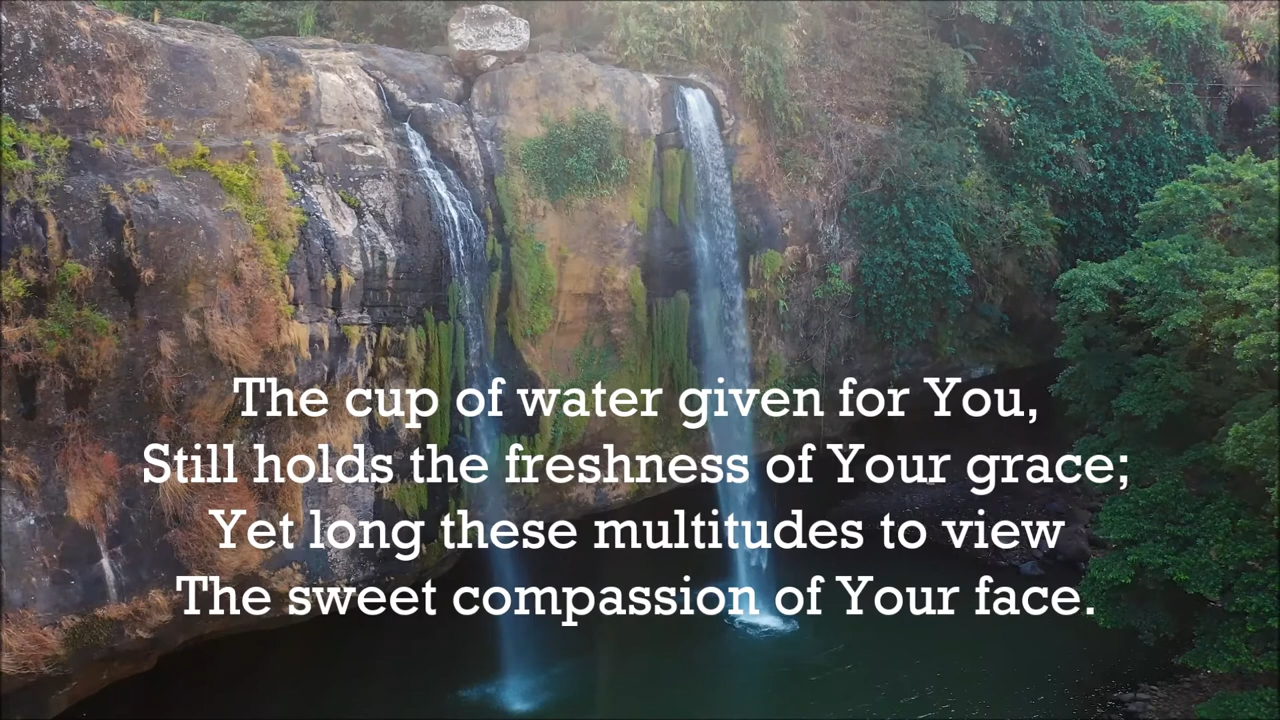 The cup of water given for You,
Still holds the freshness of Your grace;
Yet long these multitudes to view
The sweet compassion of Your face.